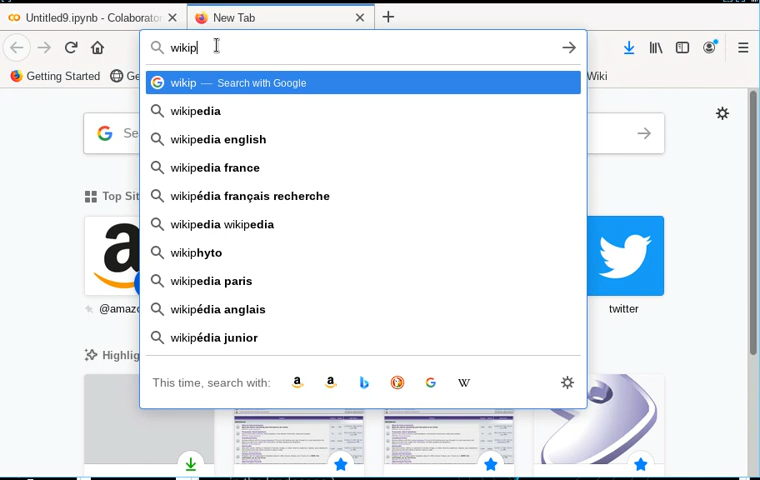 Untitled9.ipynb - Colaborator
New Tab
wikip
Getting Started
Ge
Wiki
wikip — Search with Google
wikipedia
wikipedia english
wikipedia france
wikipédia français recherche
wikipedia wikipedia
wikiphyto
wikipedia paris
wikipédia anglais
wikipédia junior
This time, search with:
Se
Top Sit
@amazo
twitter
Highlig